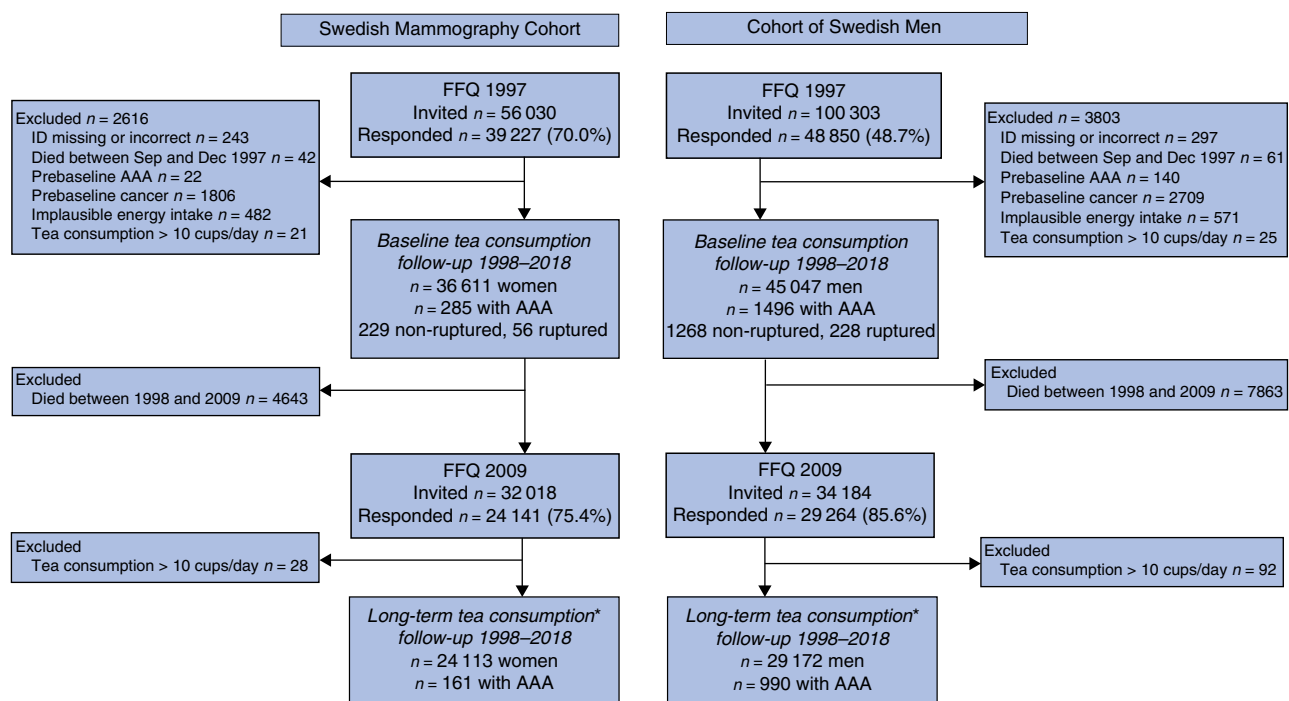 Swedish Mammography Cohort
Cohort of Swedish Men
FFQ 1997
Invited n = 56 030
Responded n = 39 227 (70.0%)
FFQ 1997
Invited n = 100 303
Responded n = 48 850 (48.7%)
Excluded n = 2616
ID missing or incorrect n = 243
Died between Sep and Dec 1997 n = 42
Prebaseline AAA n = 22
Prebaseline cancer n = 1806
Implausible energy intake n = 482
Tea consumption > 10 cups/day n = 21
Excluded n = 3803
ID missing or incorrect n = 297
Died between Sep and Dec 1997 n = 61
Prebaseline AAA n = 140
Prebaseline cancer n = 2709
Implausible energy intake n = 571
Tea consumption > 10 cups/day n = 25
Baseline tea consumption
follow-up 1998–2018
n = 36 611 women
n = 285 with AAA
229 non-ruptured, 56 ruptured
Baseline tea consumption
follow-up 1998–2018
n = 45 047 men
n = 1496 with AAA
1268 non-ruptured, 228 ruptured
Excluded
Died between 1998 and 2009 n = 4643
Excluded
Died between 1998 and 2009 n = 7863
FFQ 2009
Invited n = 32 018
Responded n = 24 141 (75.4%)
FFQ 2009
Invited n = 34 184
Responded n = 29 264 (85.6%)
Excluded
Tea consumption > 10 cups/day n = 28
Excluded
Tea consumption > 10 cups/day n = 92
Long-term tea consumption*
follow-up 1998–2018
n = 24 113 women
n = 161 with AAA
Long-term tea consumption*
follow-up 1998–2018
n = 29 172 men
n = 990 with AAA